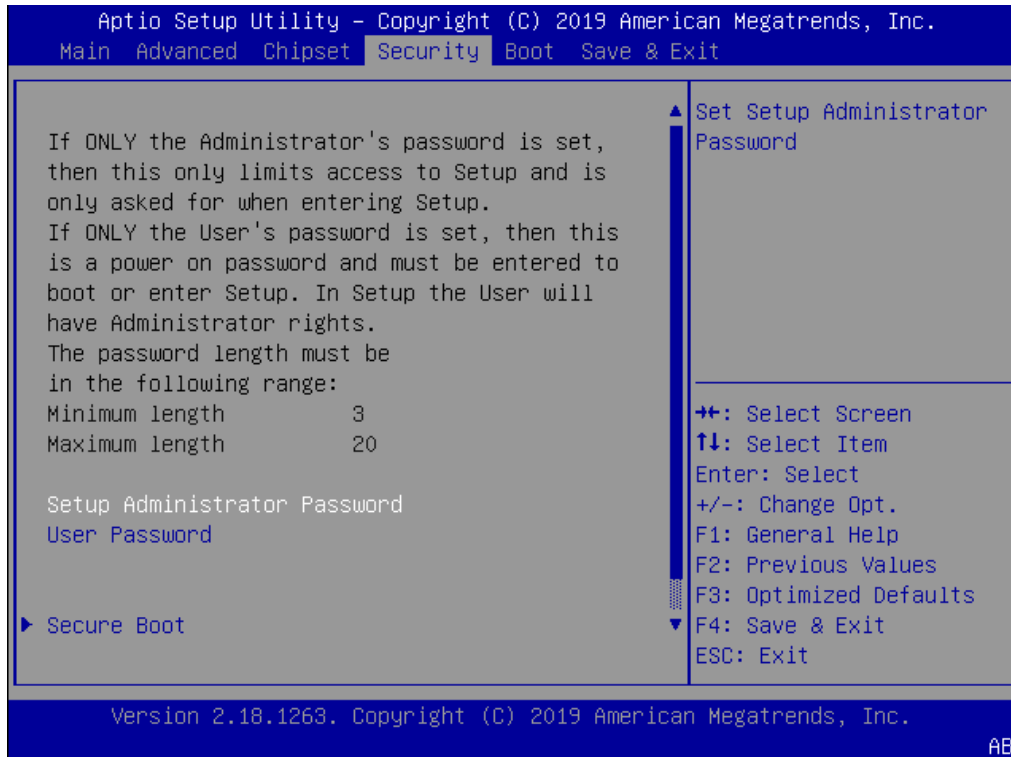 Aptio Setup Utility – Copyright (C) 2019 American Megatrends, Inc.
Main Advanced Chipset Security Boot Save & Exit
If ONLY the Administrator's password is set,
then this only limits access to Setup and is
only asked for when entering Setup.
If ONLY the User's password is set, then this
is a power on password and must be entered to
boot or enter Setup. In Setup the User will
have Administrator rights.
The password length must be
in the following range:
Minimum length 3
Maximum length 20
Setup Administrator Password
User Password
Secure Boot
Set Setup Administrator
Password
→←: Select Screen
↑↓: Select Item
Enter: Select
+/-: Change Opt.
F1: General Help
F2: Previous Values
F3: Optimized Defaults
F4: Save & Exit
ESC: Exit
Version 2.18.1263. Copyright (C) 2019 American Megatrends, Inc.
AB